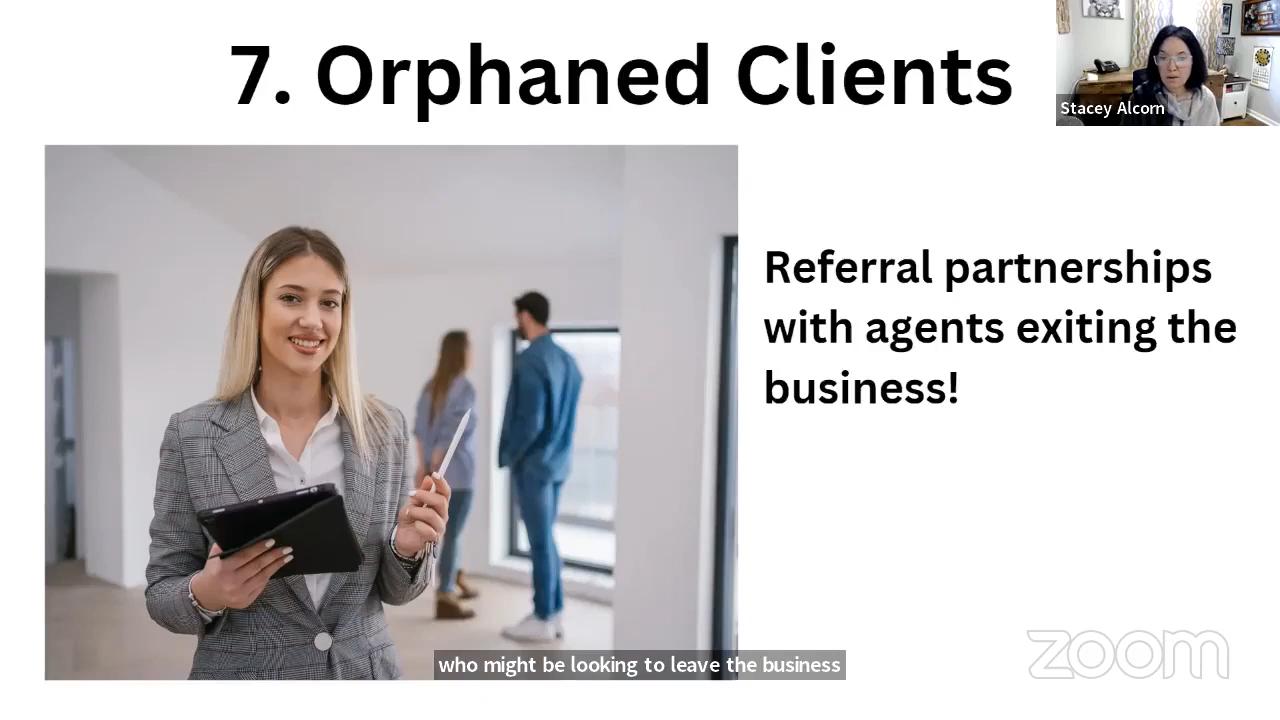 7. Orphaned Clients
Stacey Alcorn
Referral partnerships
with agents exiting the
business!
who might be looking to leave the business
zoom